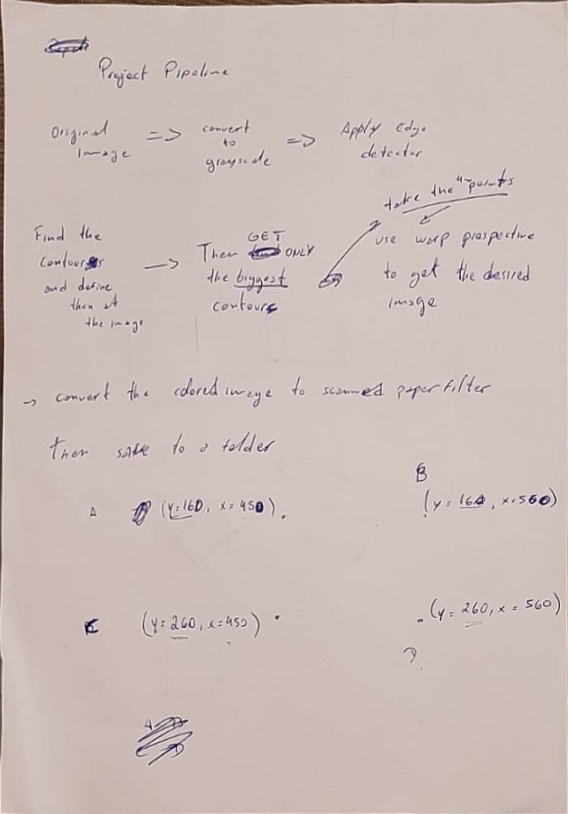 Project Pipeline
Original image => convert to grayscale => Apply Edge detector
Find the contours and define them at the image —> Then GET ONLY the biggest contours
take the 4 points
use warp prespective to get the desired image
-> convert the colored image to scanned paper filter
Then save to a folder
A (y=160, x=450).
B
(y=160, x=560)
C (y=260, x=450) .
. (y=260, x=560)